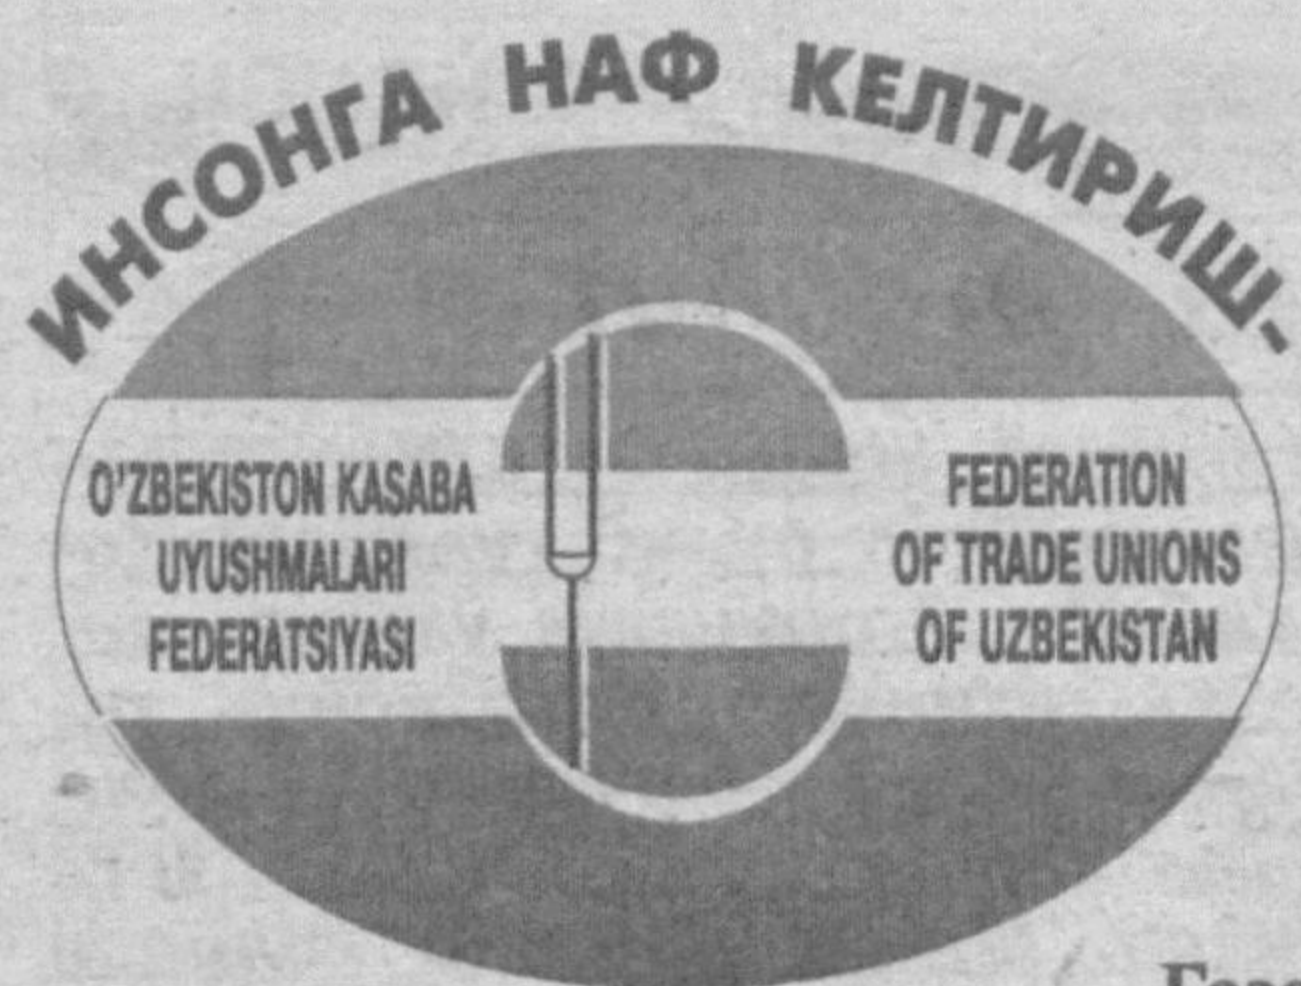 ИНСОНГА НАФ КЕЛТИРИШ-
O'ZBEKISTON KASABA
UYUSHMALARI
FEDERATSIYASI
FEDERATION
OF TRADE UNIONS
OF UZBEKISTAN